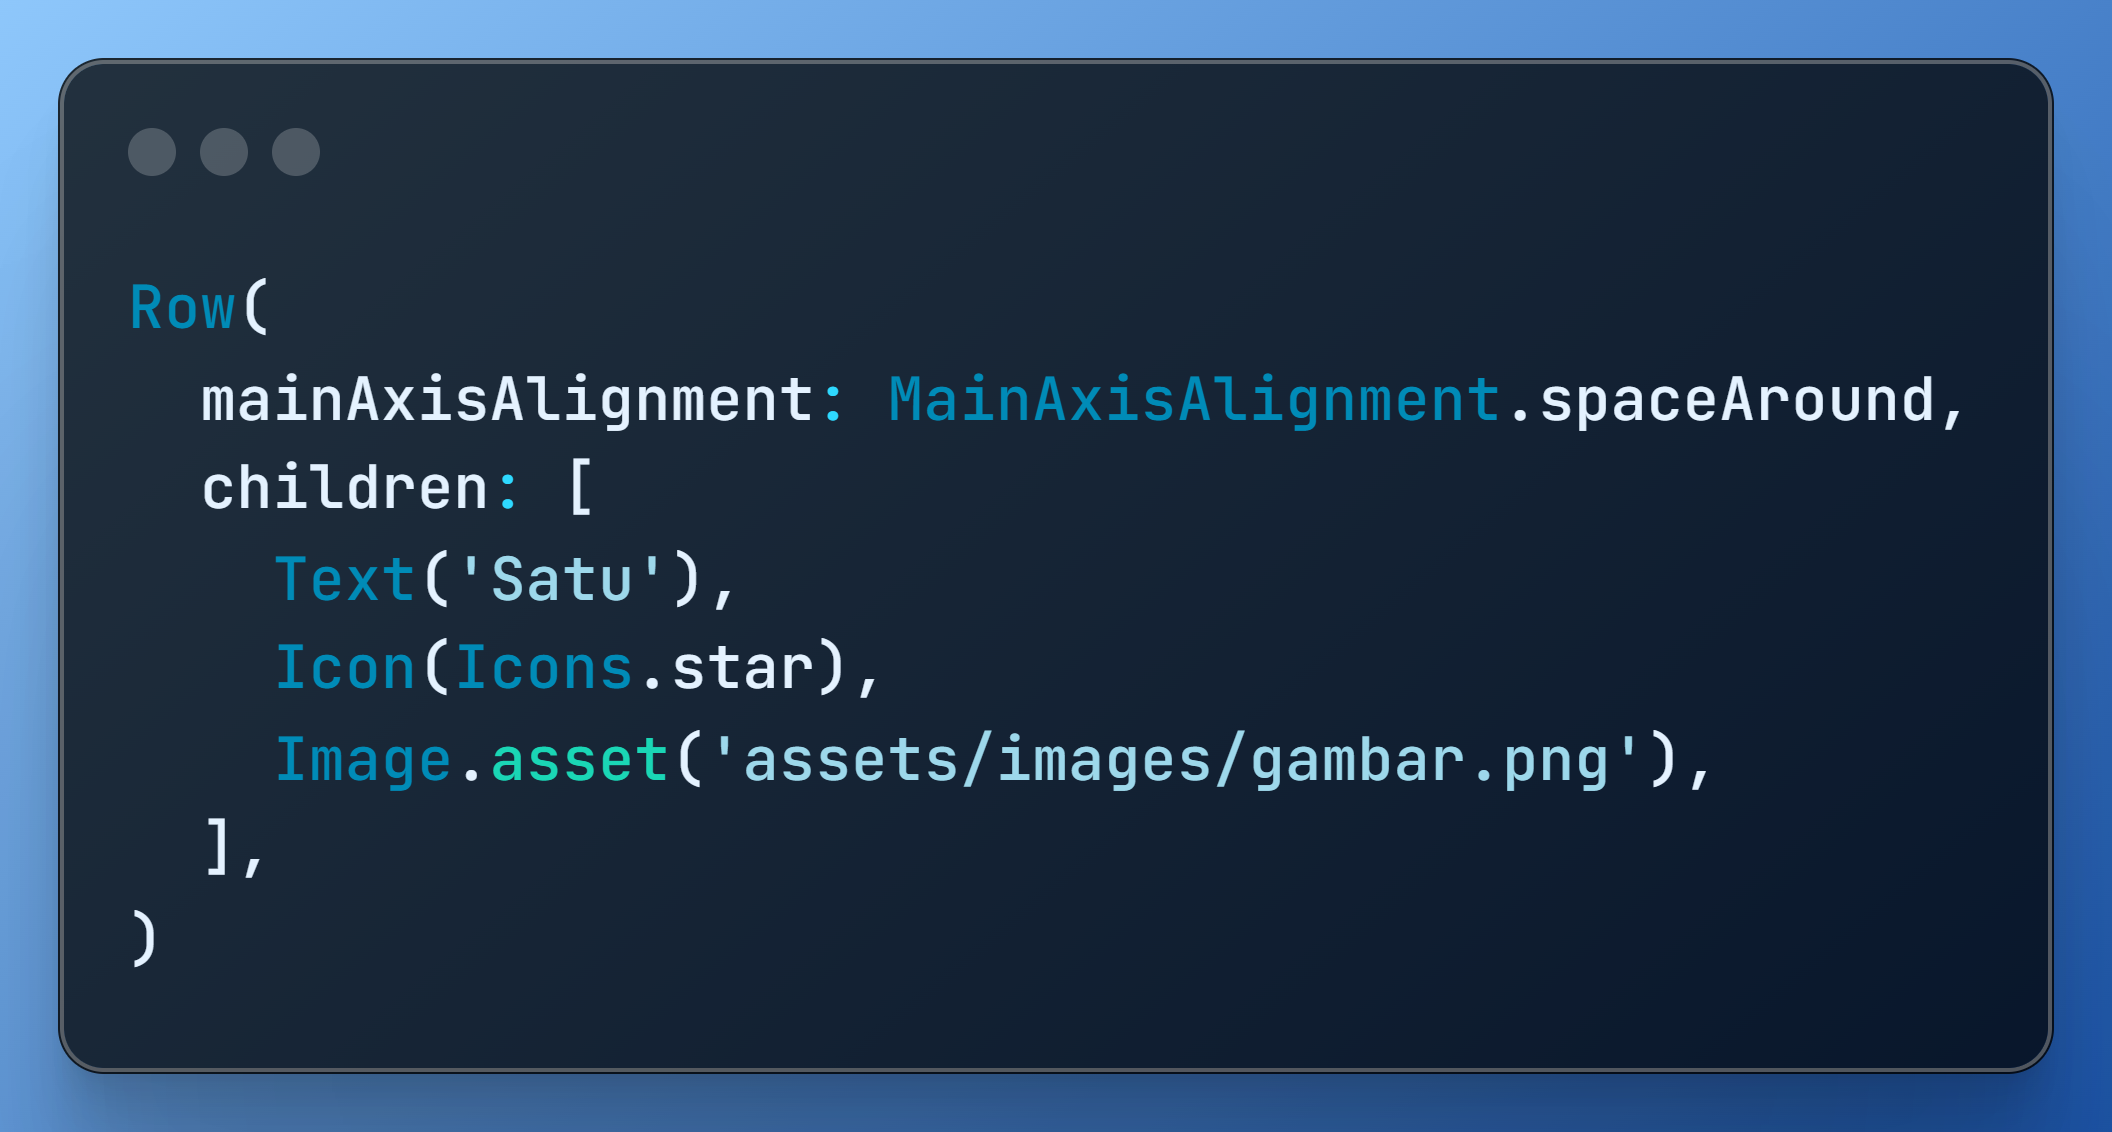 Row(
  mainAxisAlignment: MainAxisAlignment.spaceAround,
  children: [
    Text('Satu'),
    Icon(Icons.star),
    Image.asset('assets/images/gambar.png'),
  ],
)